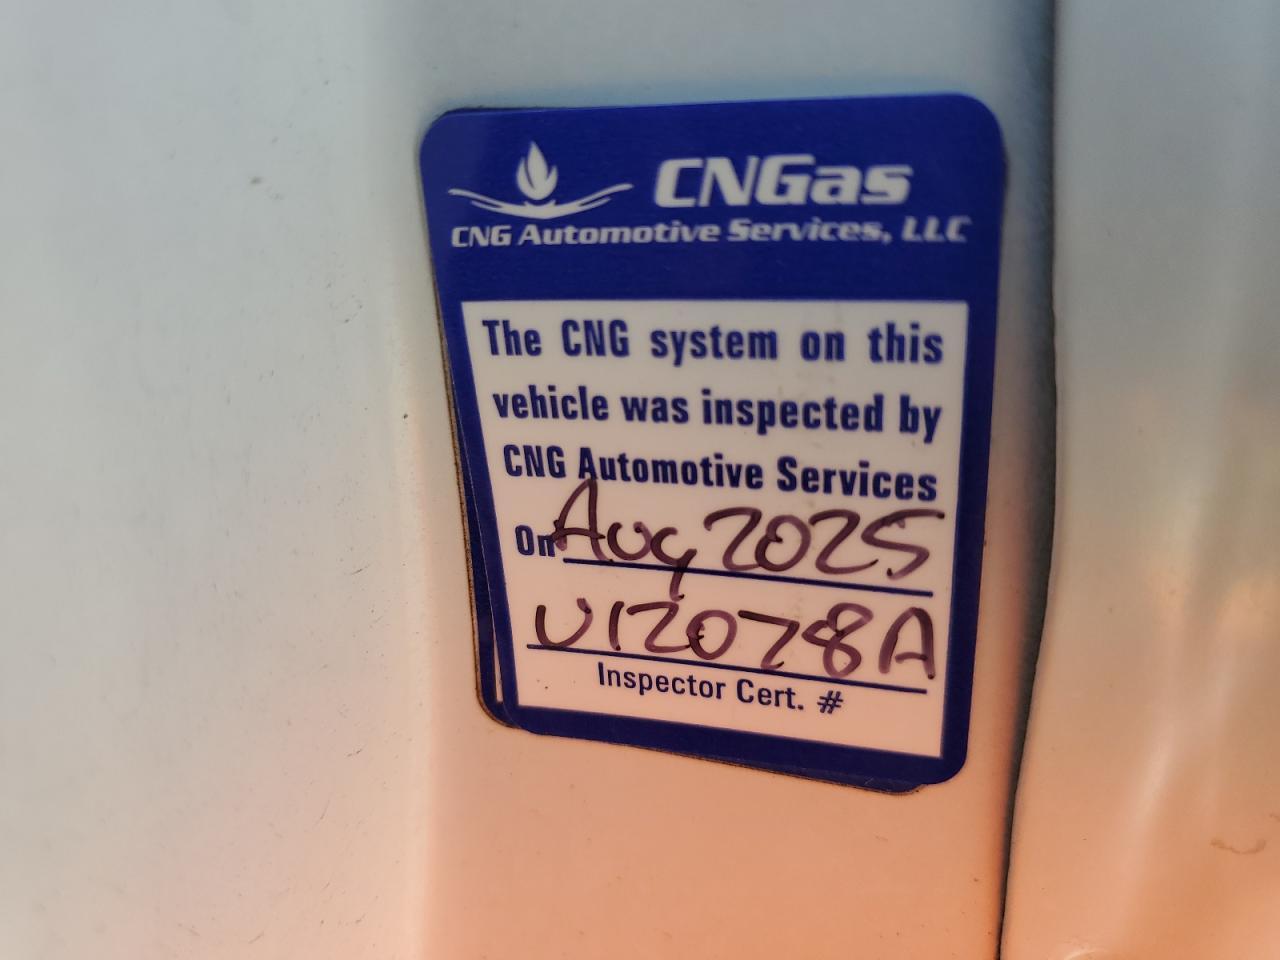 CNGas
CNG Automotive Services, LLC
The CNG system on this
vehicle was inspected by
CNG Automotive Services
On Aug 2025
U12078A
Inspector Cert. #